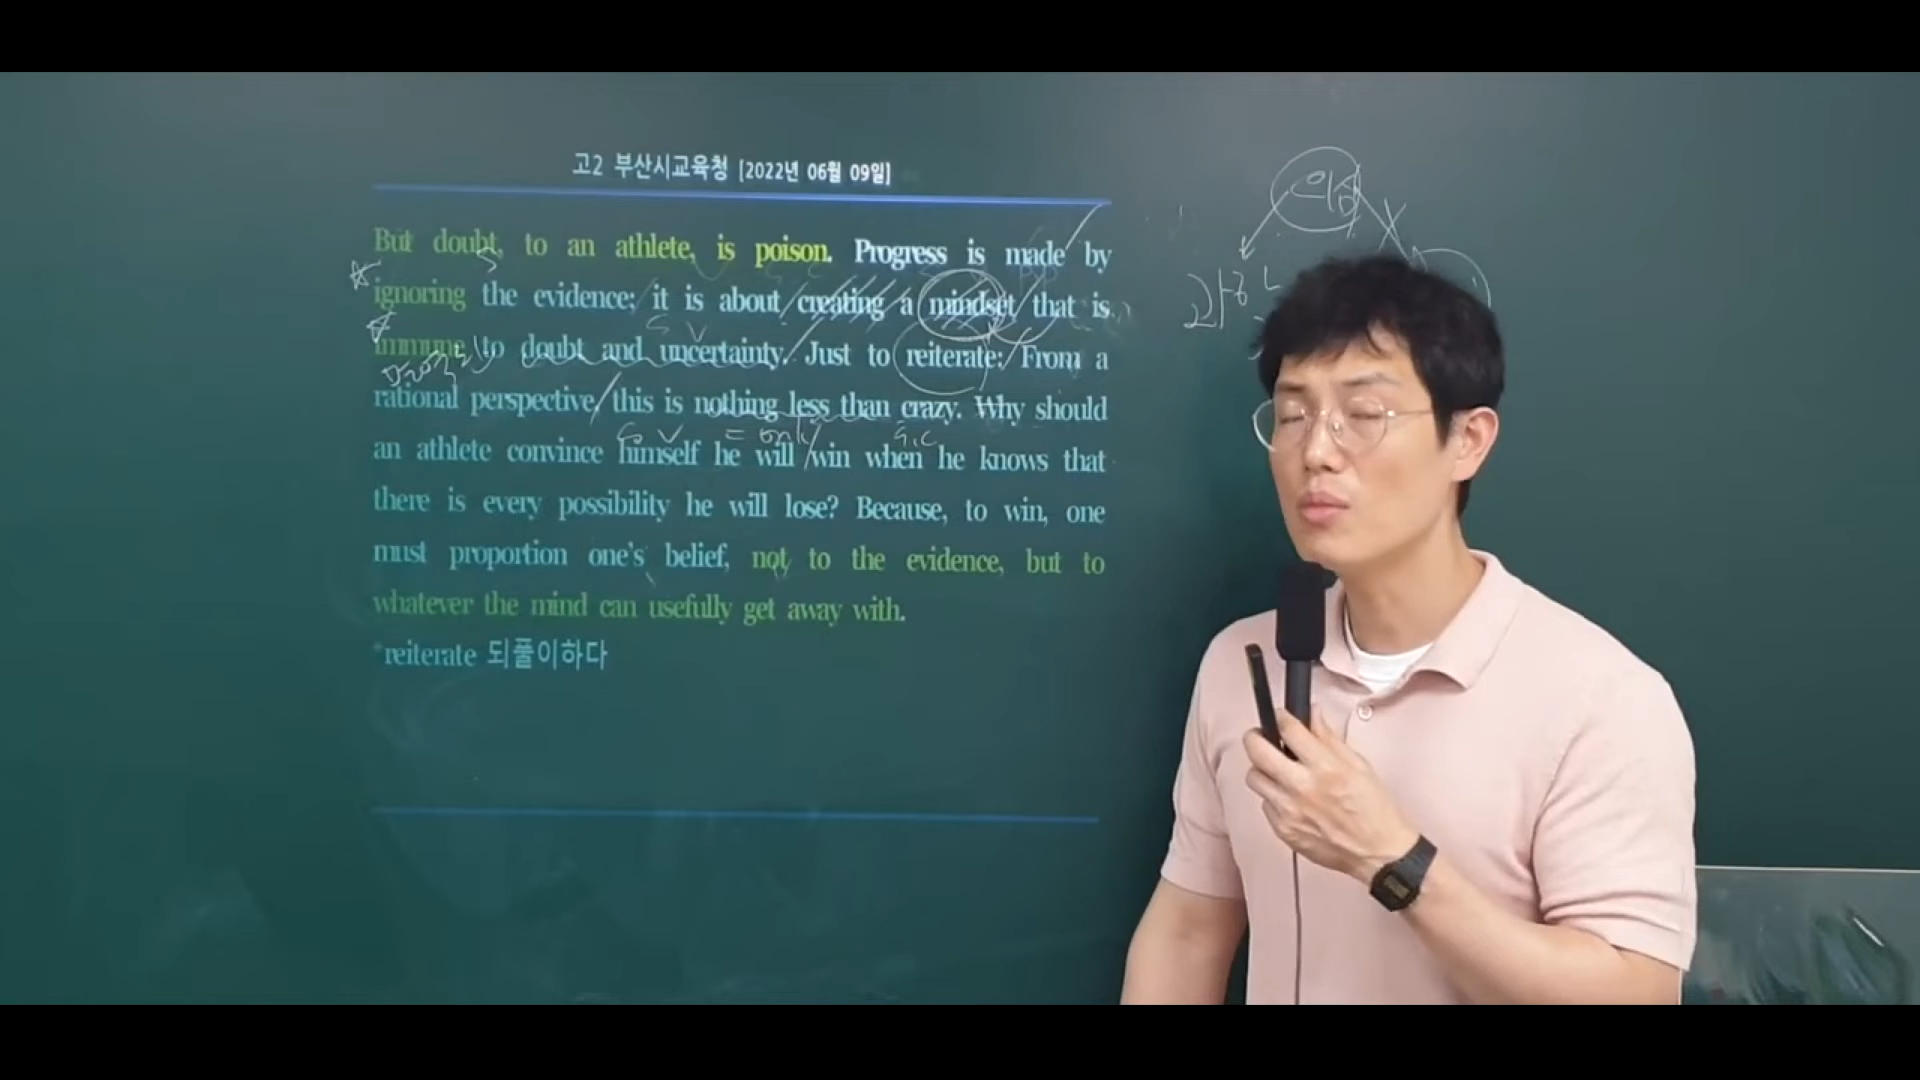 고2 부산시교육청 [2022년 06월 09일]
But doubt, to an athlete, is poison. Progress is made by
ignoring the evidence; it is about creating a mindset that is
immune to doubt and uncertainty. Just to reiterate: From a
rational perspective, this is nothing less than crazy. Why should
an athlete convince himself he will win when he knows that
there is every possibility he will lose? Because, to win, one
must proportion one's belief, not to the evidence, but to
whatever the mind can usefully get away with.
*reiterate 되풀이하다
의심
S
S V
S V = only S.C